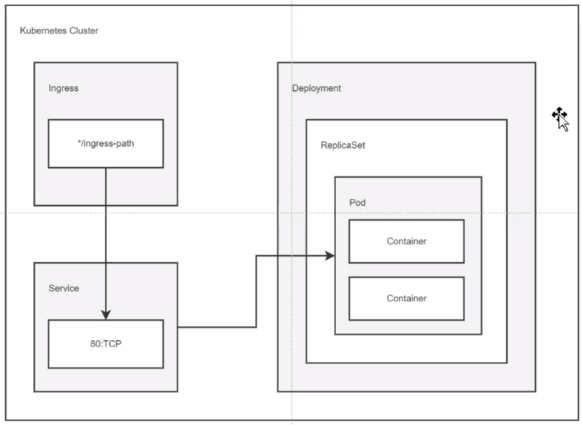 Kubernetes Cluster
Ingress
*/ingress-path
Service
80:TCP
Deployment
ReplicaSet
Pod
Container
Container